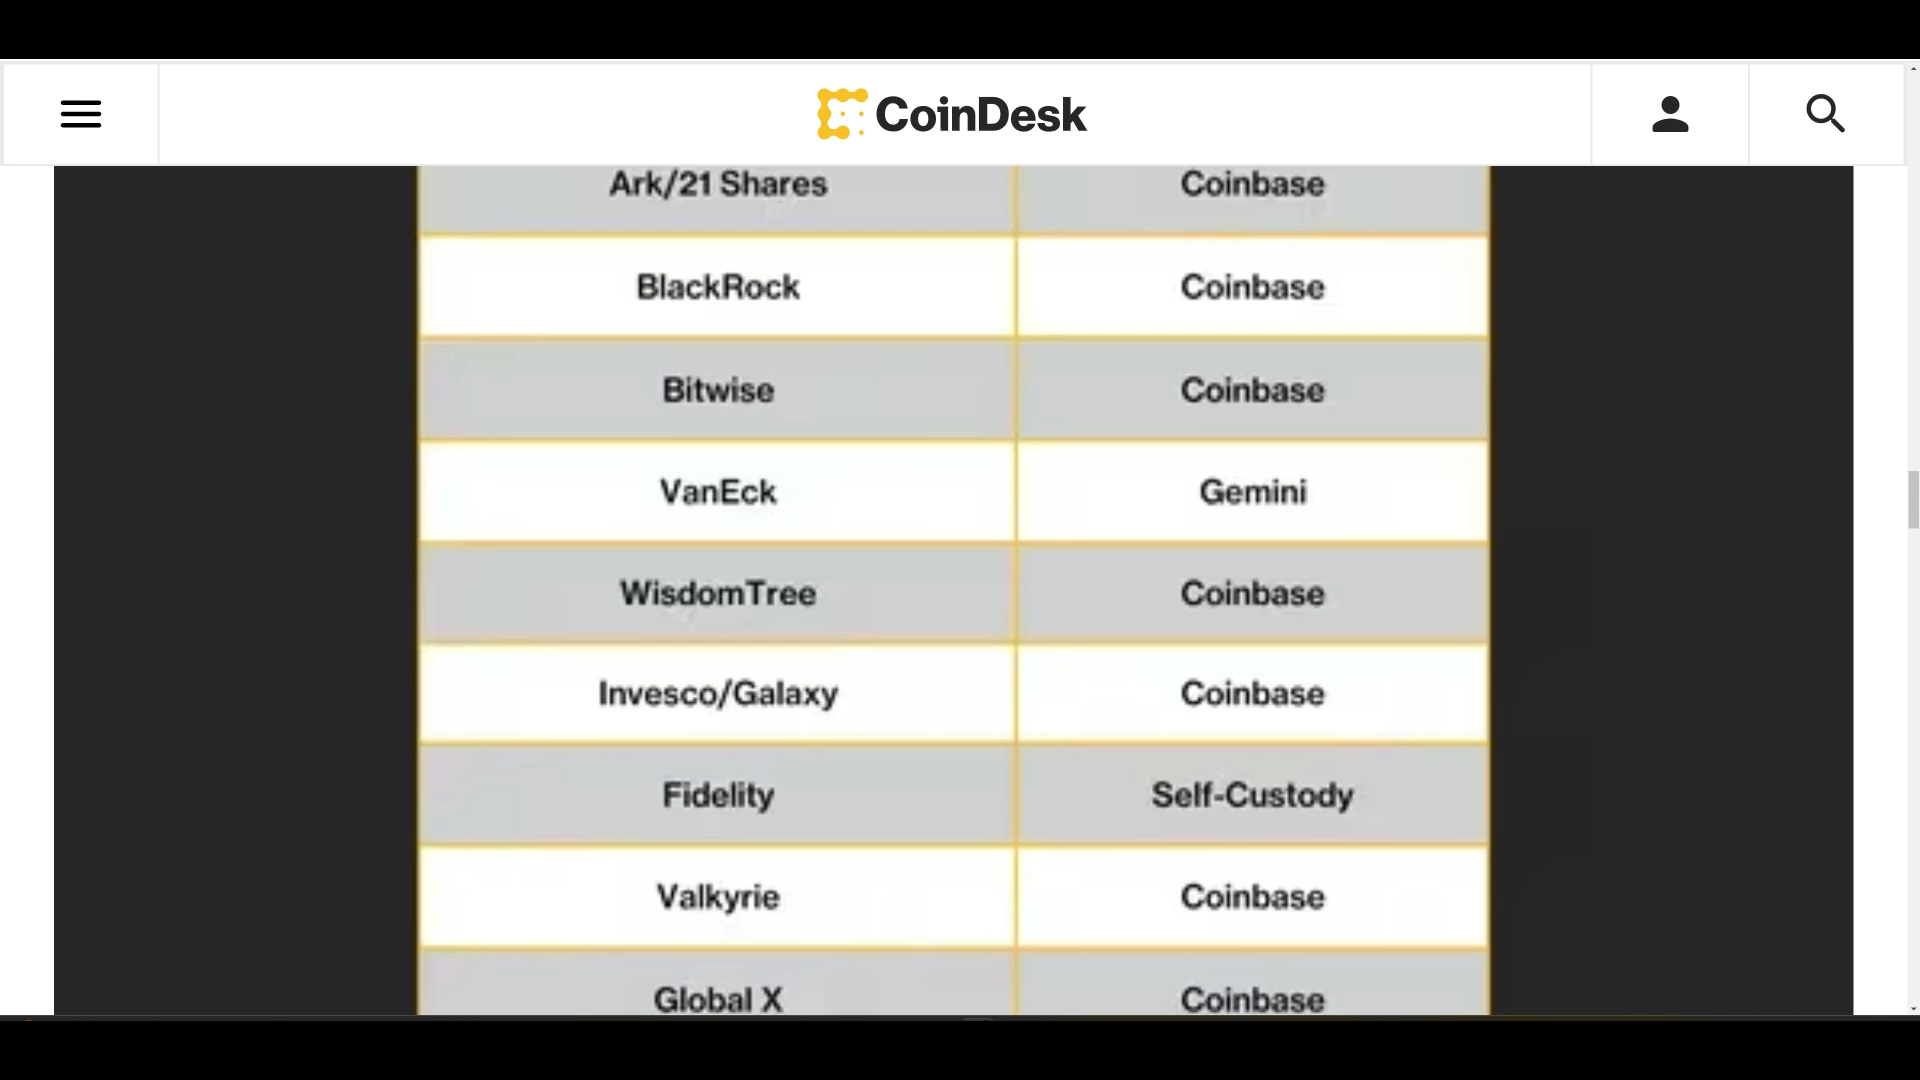 CoinDesk
Ark/21 Shares Coinbase
BlackRock Coinbase
Bitwise Coinbase
VanEck Gemini
WisdomTree Coinbase
Invesco/Galaxy Coinbase
Fidelity Self-Custody
Valkyrie Coinbase
Global X Coinbase